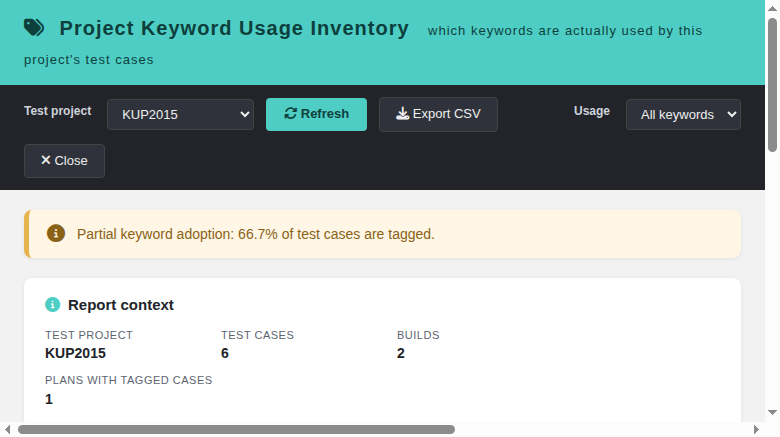 Project Keyword Usage Inventory which keywords are actually used by this
project's test cases
Test project KUP2015 Refresh Export CSV Usage All keywords
Close
Partial keyword adoption: 66.7% of test cases are tagged.
Report context
TEST PROJECT TEST CASES BUILDS
KUP2015 6 2
PLANS WITH TAGGED CASES
1